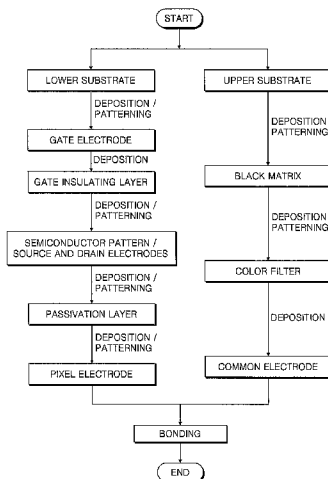 START
LOWER SUBSTRATE
DEPOSITION /
PATTERNING
GATE ELECTRODE
DEPOSITION
GATE INSULATING LAYER
DEPOSITION /
PATTERNING
SEMICONDUCTOR PATTERN /
SOURCE AND DRAIN ELECTRODES
DEPOSITION /
PATTERNING
PASSIVATION LAYER
DEPOSITION /
PATTERNING
PIXEL ELECTRODE
UPPER SUBSTRATE
DEPOSITION
PATTERNING
BLACK MATRIX
DEPOSITION
PATTERNING
COLOR FILTER
DEPOSITION
COMMON ELECTRODE
BONDING
END